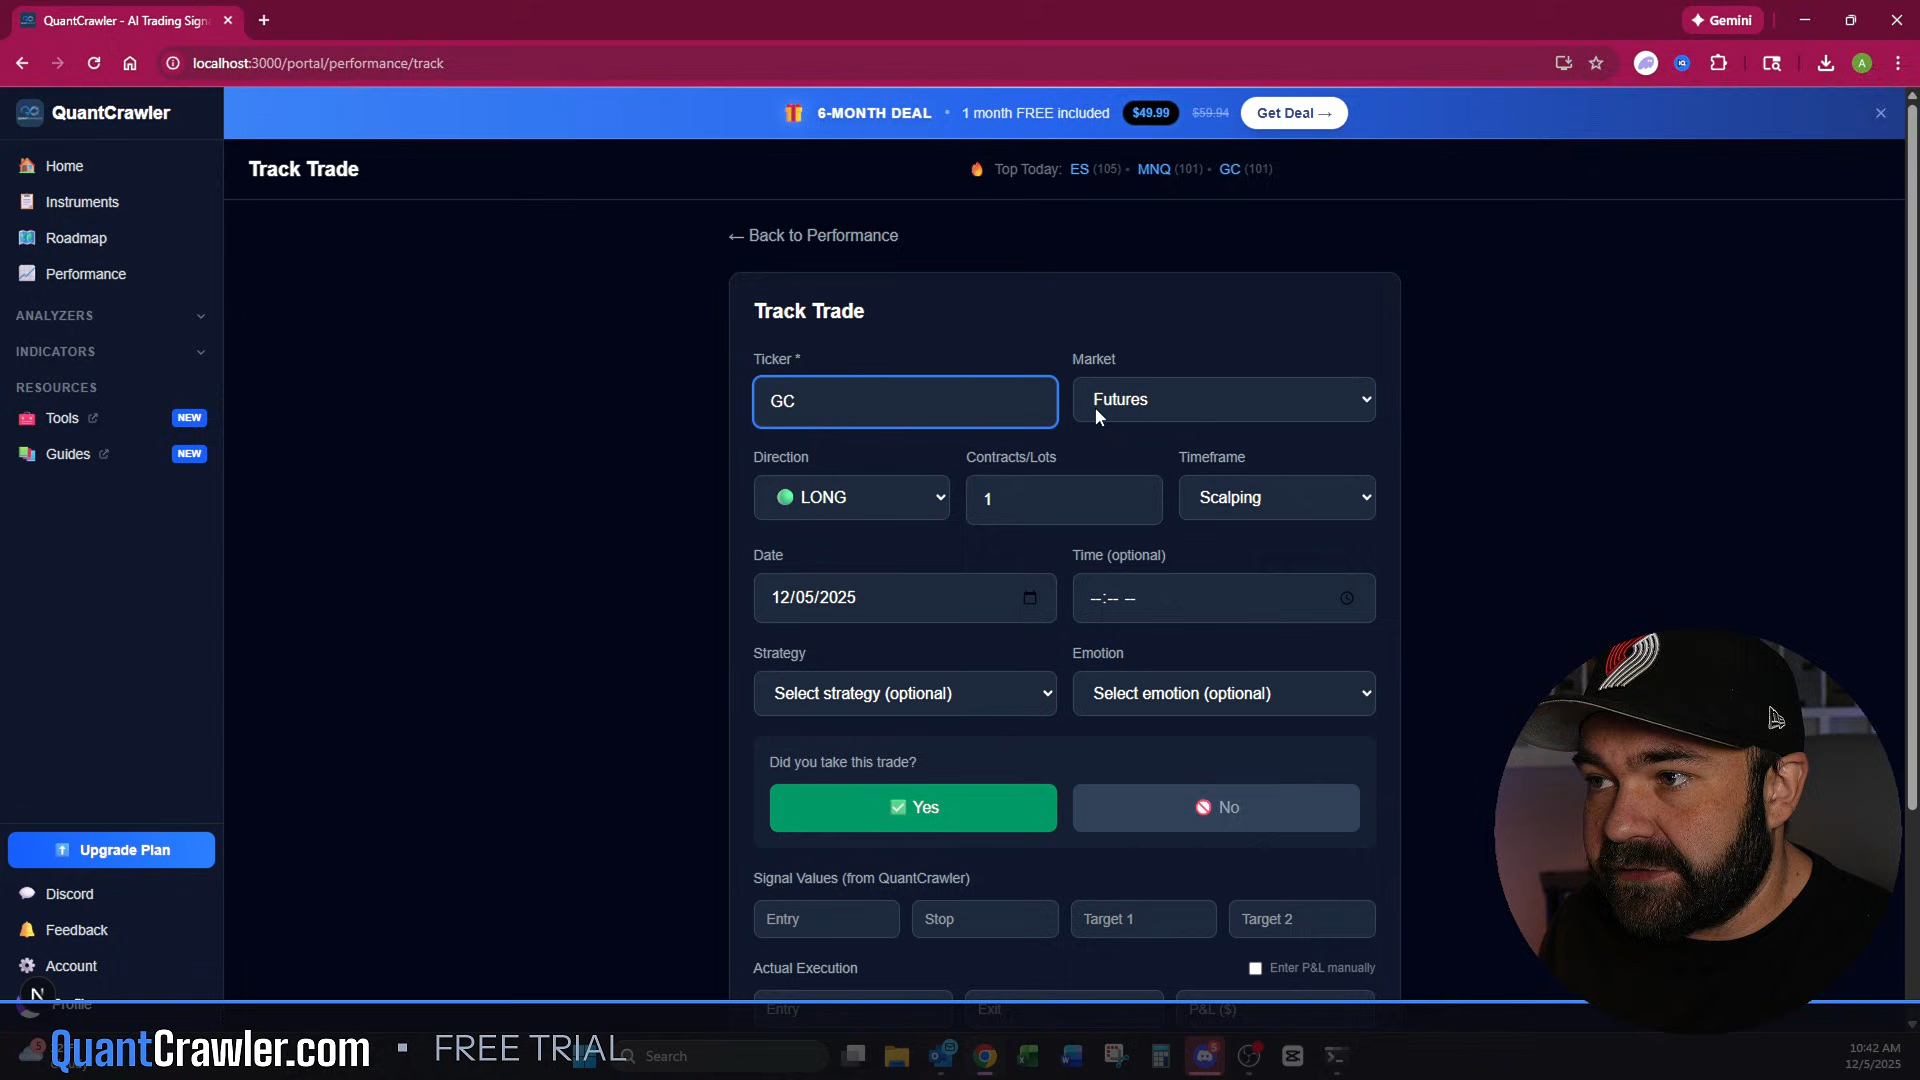 QuantCrawler - AI Trading Sign
Gemini
localhost:3000/portal/performance/track
A
QuantCrawler
6-MONTH DEAL • 1 month FREE included $49.99 $59.94 Get Deal →
Home
Instruments
Roadmap
Performance
ANALYZERS
INDICATORS
RESOURCES
Tools NEW
Guides NEW
Upgrade Plan
Discord
Feedback
Account
N Profile
Track Trade
Top Today: ES (105) • MNQ (101) • GC (101)
← Back to Performance
Track Trade
Ticker * Market
GC Futures
Direction Contracts/Lots Timeframe
LONG 1 Scalping
Date Time (optional)
12/05/2025 --:-- --
Strategy Emotion
Select strategy (optional) Select emotion (optional)
Did you take this trade?
Yes No
Signal Values (from QuantCrawler)
Entry Stop Target 1 Target 2
Actual Execution Enter P&L manually
Entry Exit P&L ($)
QuantCrawler.com ▪ FREE TRIAL
Search
10:42 AM
12/5/2025